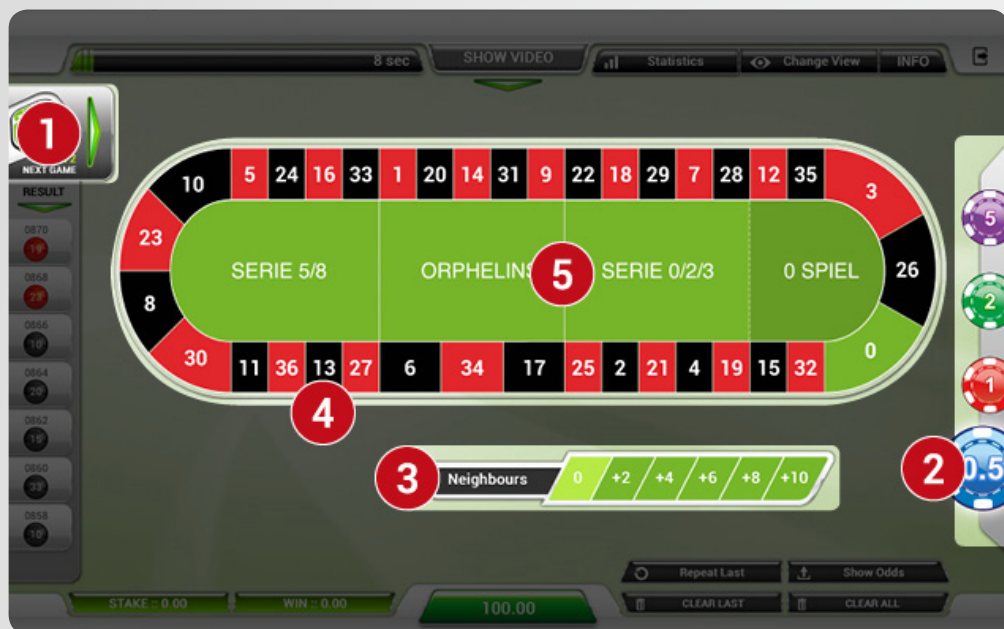 8 sec
SHOW VIDEO
Statistics
Change View
INFO
1
NEXT GAME
RESULT
0870
19
0868
23
0866
10
0864
20
0862
15
0860
33
0858
10
10 5 24 16 33 1 20 14 31 9 22 18 29 7 28 12 35 3
23
8
30
SERIE 5/8
ORPHELINS
5
SERIE 0/2/3
0 SPIEL
26
0
11 36 13 27 6 34 17 25 2 21 4 19 15 32
4
3
Neighbours 0 +2 +4 +6 +8 +10
5
2
1
2
0.5
Repeat Last
Show Odds
STAKE :: 0.00
WIN :: 0.00
100.00
CLEAR LAST
CLEAR ALL